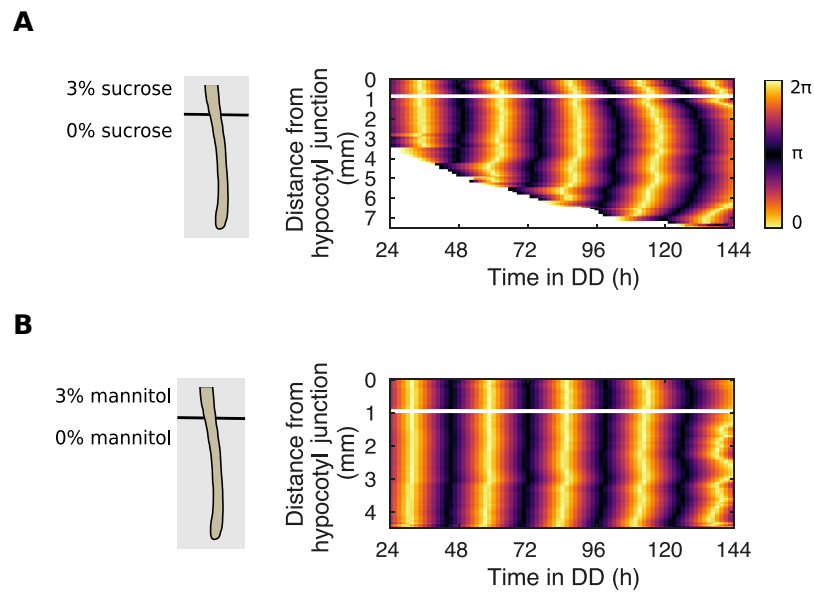 A
3% sucrose
0% sucrose
Distance from
hypocotyl junction
(mm)
0
1
2
3
4
5
6
7
24 48 72 96 120 144
Time in DD (h)
2π
π
0
B
3% mannitol
0% mannitol
Distance from
hypocotyl junction
(mm)
0
1
2
3
4
24 48 72 96 120 144
Time in DD (h)